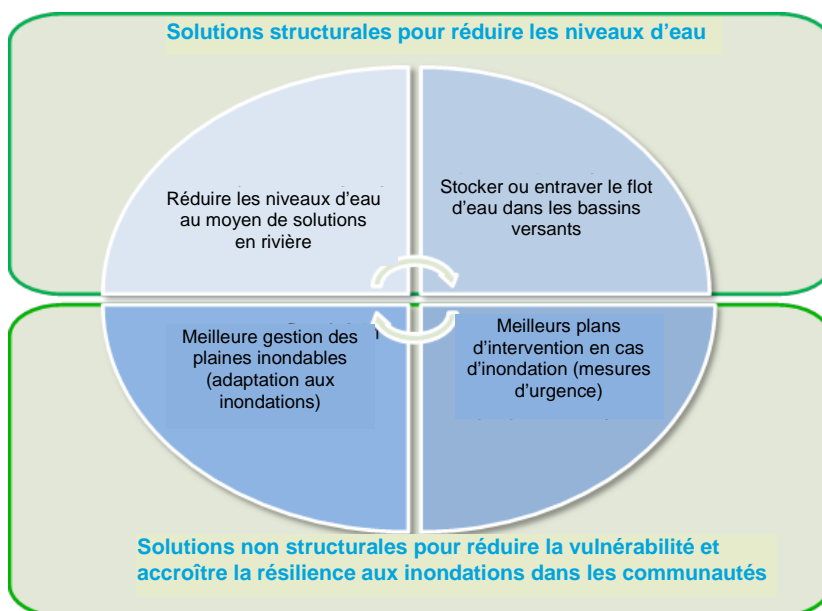 Solutions structurales pour réduire les niveaux d'eau
Réduire les niveaux d'eau
au moyen de solutions
en rivière
Stocker ou entraver le flot
d'eau dans les bassins
versants
Meilleure gestion des
plaines inondables
(adaptation aux
inondations)
Meilleurs plans
d'intervention en cas
d'inondation (mesures
d'urgence)
Solutions non structurales pour réduire la vulnérabilité et
accroître la résilience aux inondations dans les communautés